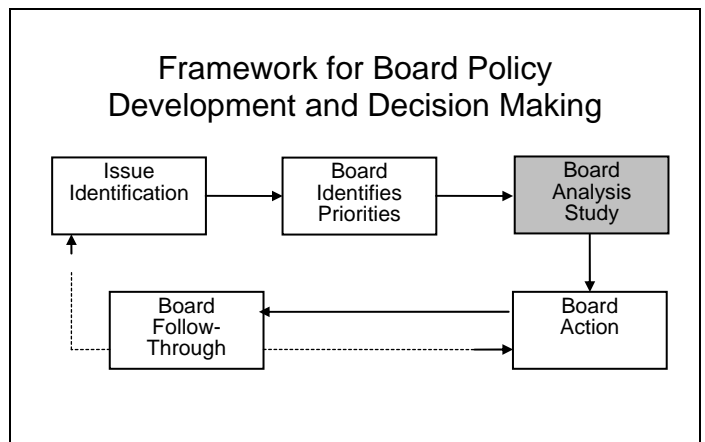 Framework for Board Policy
Development and Decision Making
Issue
Identification
Board
Identifies
Priorities
Board
Analysis
Study
Board
Follow-
Through
Board
Action